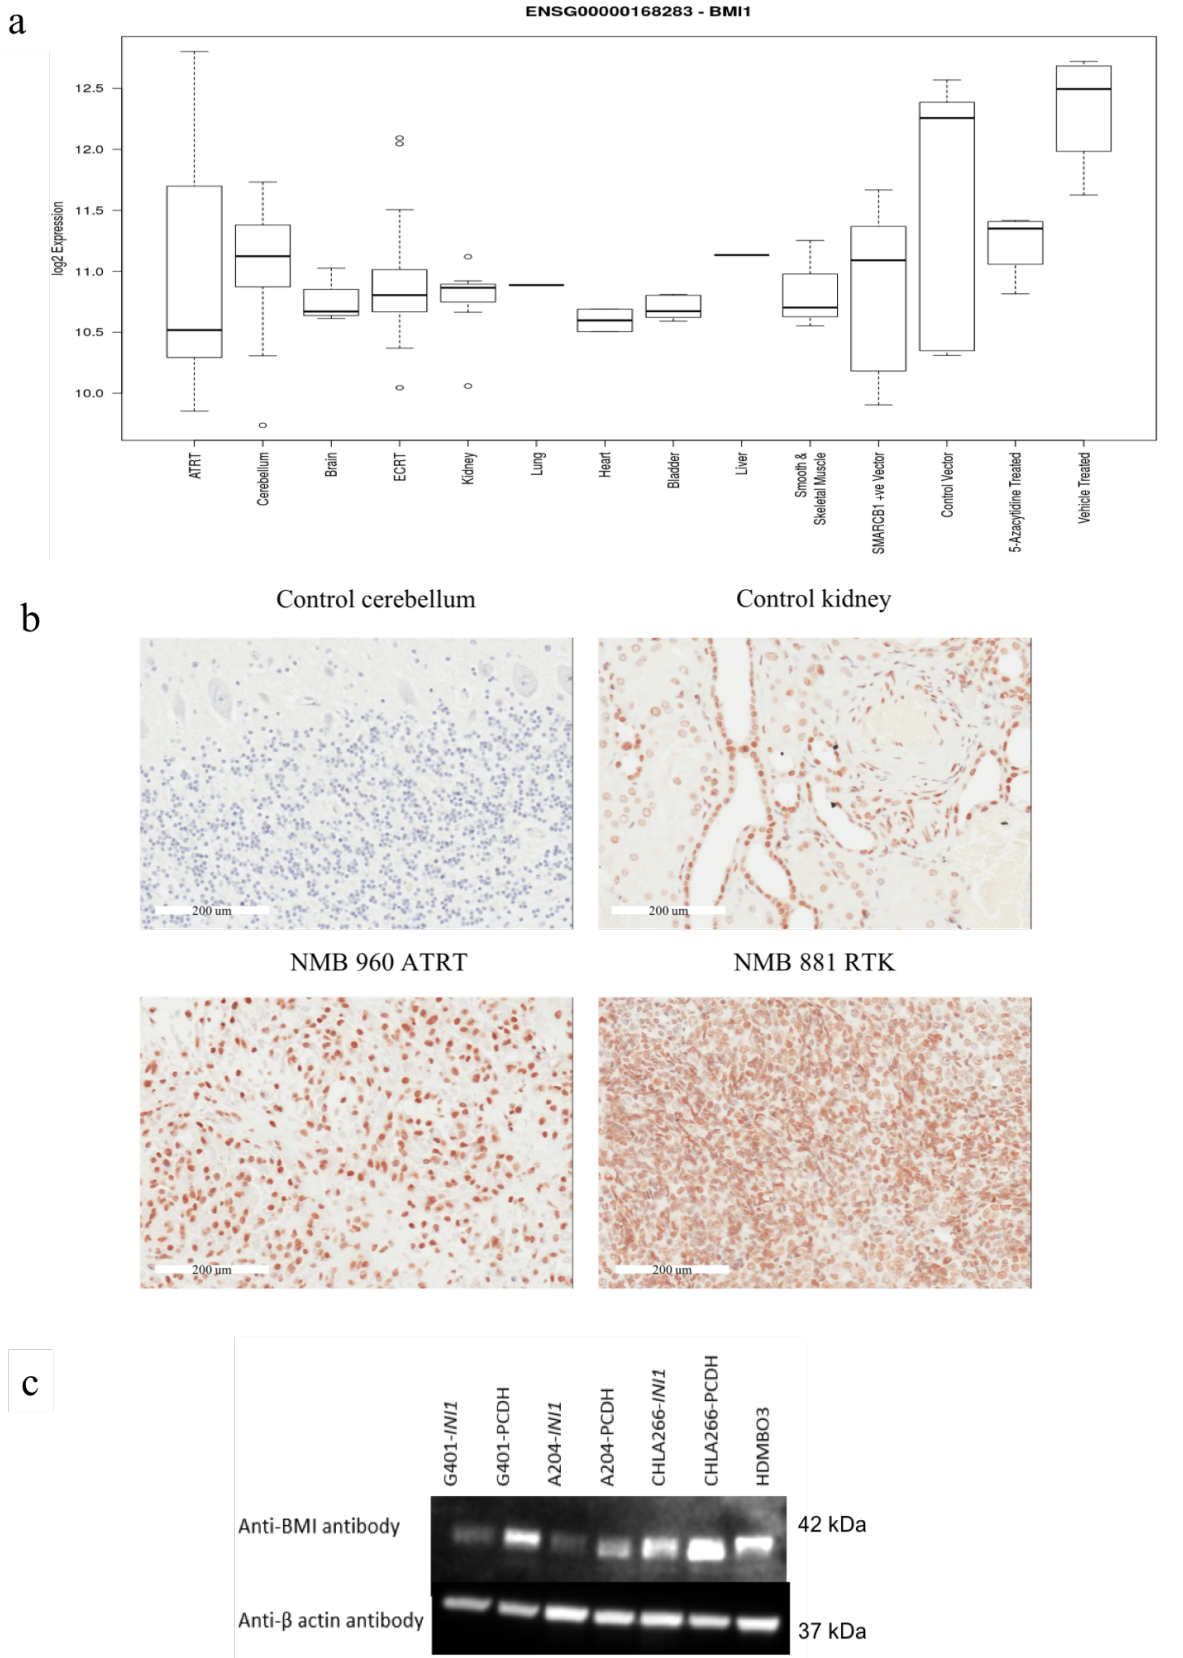 a
ENSG00000168283 - BMI1
log2 Expression
12.5
12.0
11.5
11.0
10.5
10.0
ATRT
Cerebellum
Brain
ECRT
Kidney
Lung
Heart
Bladder
Liver
Smooth &
Skeletal Muscle
SMARCB1 +ve Vector
Control Vector
5-Azacytidine Treated
Vehicle Treated
b
Control cerebellum
Control kidney
200 um
200 um
NMB 960 ATRT
NMB 881 RTK
200 um
200 um
c
G401-INI1
G401-PCDH
A204-INI1
A204-PCDH
CHLA266-INI1
CHLA266-PCDH
HDMBO3
Anti-BMI antibody
42 kDa
Anti-β actin antibody
37 kDa